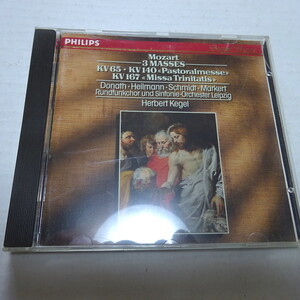 PHILIPS
Mozart
3 MASSES
KV 65 · KV 140 «Pastoralmesse»
KV 167 «Missa Trinitatis»
Donath · Heilmann · Schmidt · Markert
Rundfunkchor und Sinfonie-Orchester Leipzig
Herbert Kegel